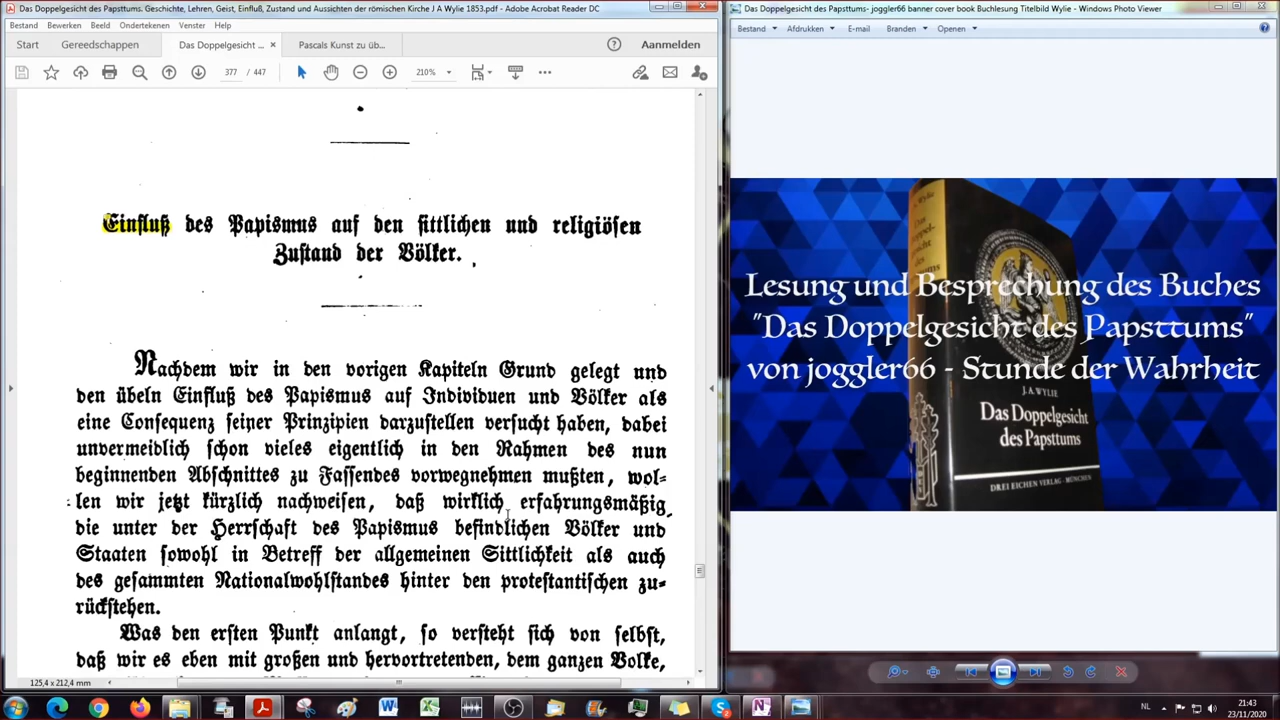 Das Doppelgesicht des Papsttums. Geschichte, Lehren, Geist, Einfluß, Zustand und Aussichten der römischen Kirche J A Wylie 1853.pdf - Adobe Acrobat Reader DC
Bestand Bewerken Beeld Ondertekenen Venster Help
Start Gereedschappen Das Doppelgesicht ... × Pascals Kunst zu üb... Anmelden
377 / 447 210%
Einfluß des Papismus auf den sittlichen und religiösen
Zustand der Völker.
Nachdem wir in den vorigen Kapiteln Grund gelegt und
den übeln Einfluß des Papismus auf Individuen und Völker als
eine Consequenz seiner Prinzipien darzustellen versucht haben, dabei
unvermeidlich schon vieles eigentlich in den Rahmen des nun
beginnenden Abschnittes zu Fassendes vorwegnehmen mußten, wol-
len wir jetzt kürzlich nachweisen, daß wirklich erfahrungsmäßig
die unter der Herrschaft des Papismus befindlichen Völker und
Staaten sowohl in Betreff der allgemeinen Sittlichkeit als auch
des gesammten Nationalwohlstandes hinter den protestantischen zu-
rückstehen.
Was den ersten Punkt anlangt, so versteht sich von selbst,
daß wir es eben mit großen und hervortretenden, dem ganzen Volke,
125,4 x 212,4 mm
Das Doppelgesicht des Papsttums- joggler66 banner cover book Buchlesung Titelbild Wylie - Windows Photo Viewer
Bestand Afdrukken E-mail Branden Openen
Lesung und Besprechung des Buches
"Das Doppelgesicht des Papsttums"
von joggler66 - Stunde der Wahrheit
J.A.WYLIE
Das Doppelgesicht
des Papsttums
DREI EICHEN VERLAG · MÜNCHEN
NL 21:43
23/11/2020